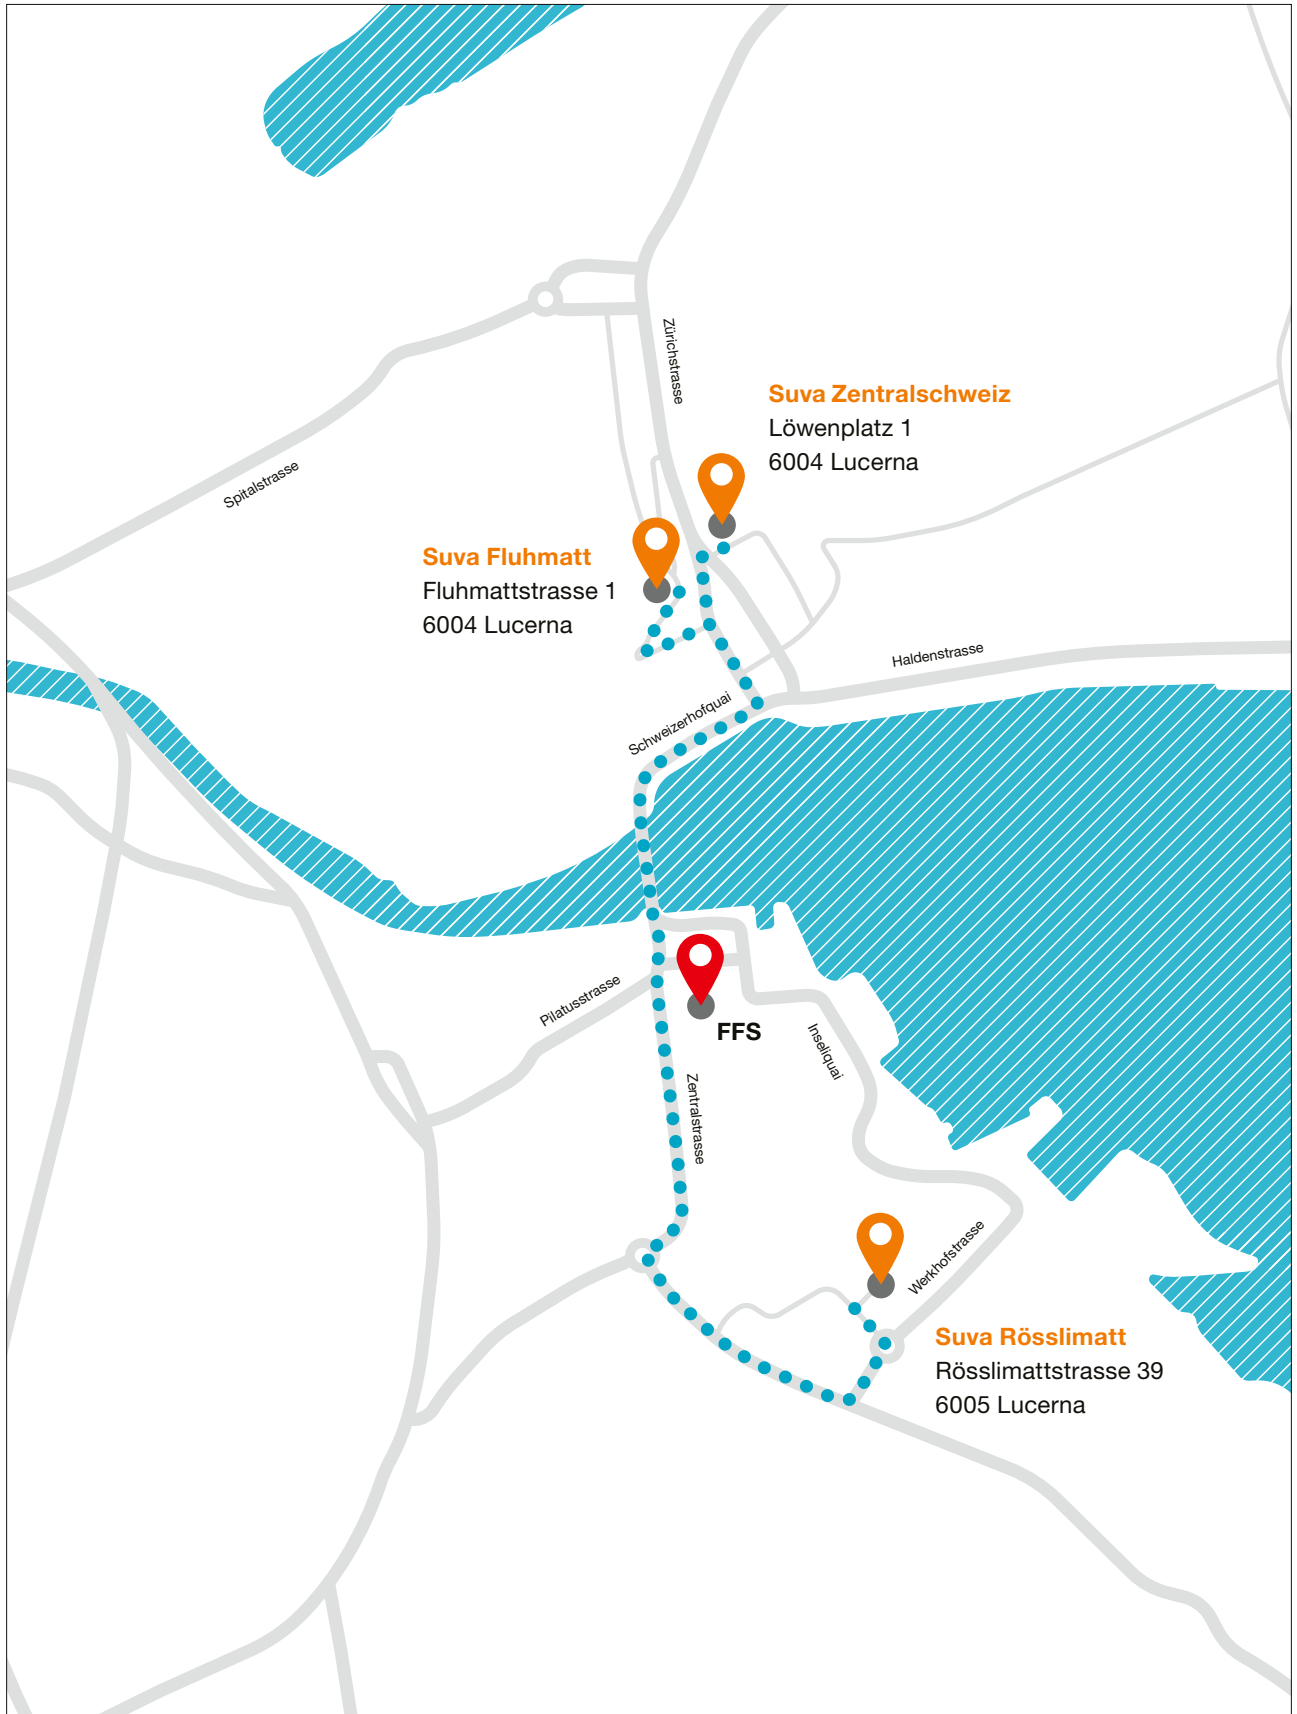 Zürichstrasse
Suva Zentralschweiz
Löwenplatz 1
6004 Lucerna
Spitalstrasse
Suva Fluhmatt
Fluhmattstrasse 1
6004 Lucerna
Haldenstrasse
Schweizerhofquai
Pilatusstrasse
FFS
Inseliquai
Zentralstrasse
Werkhofstrasse
Suva Rösslimatt
Rösslimattstrasse 39
6005 Lucerna